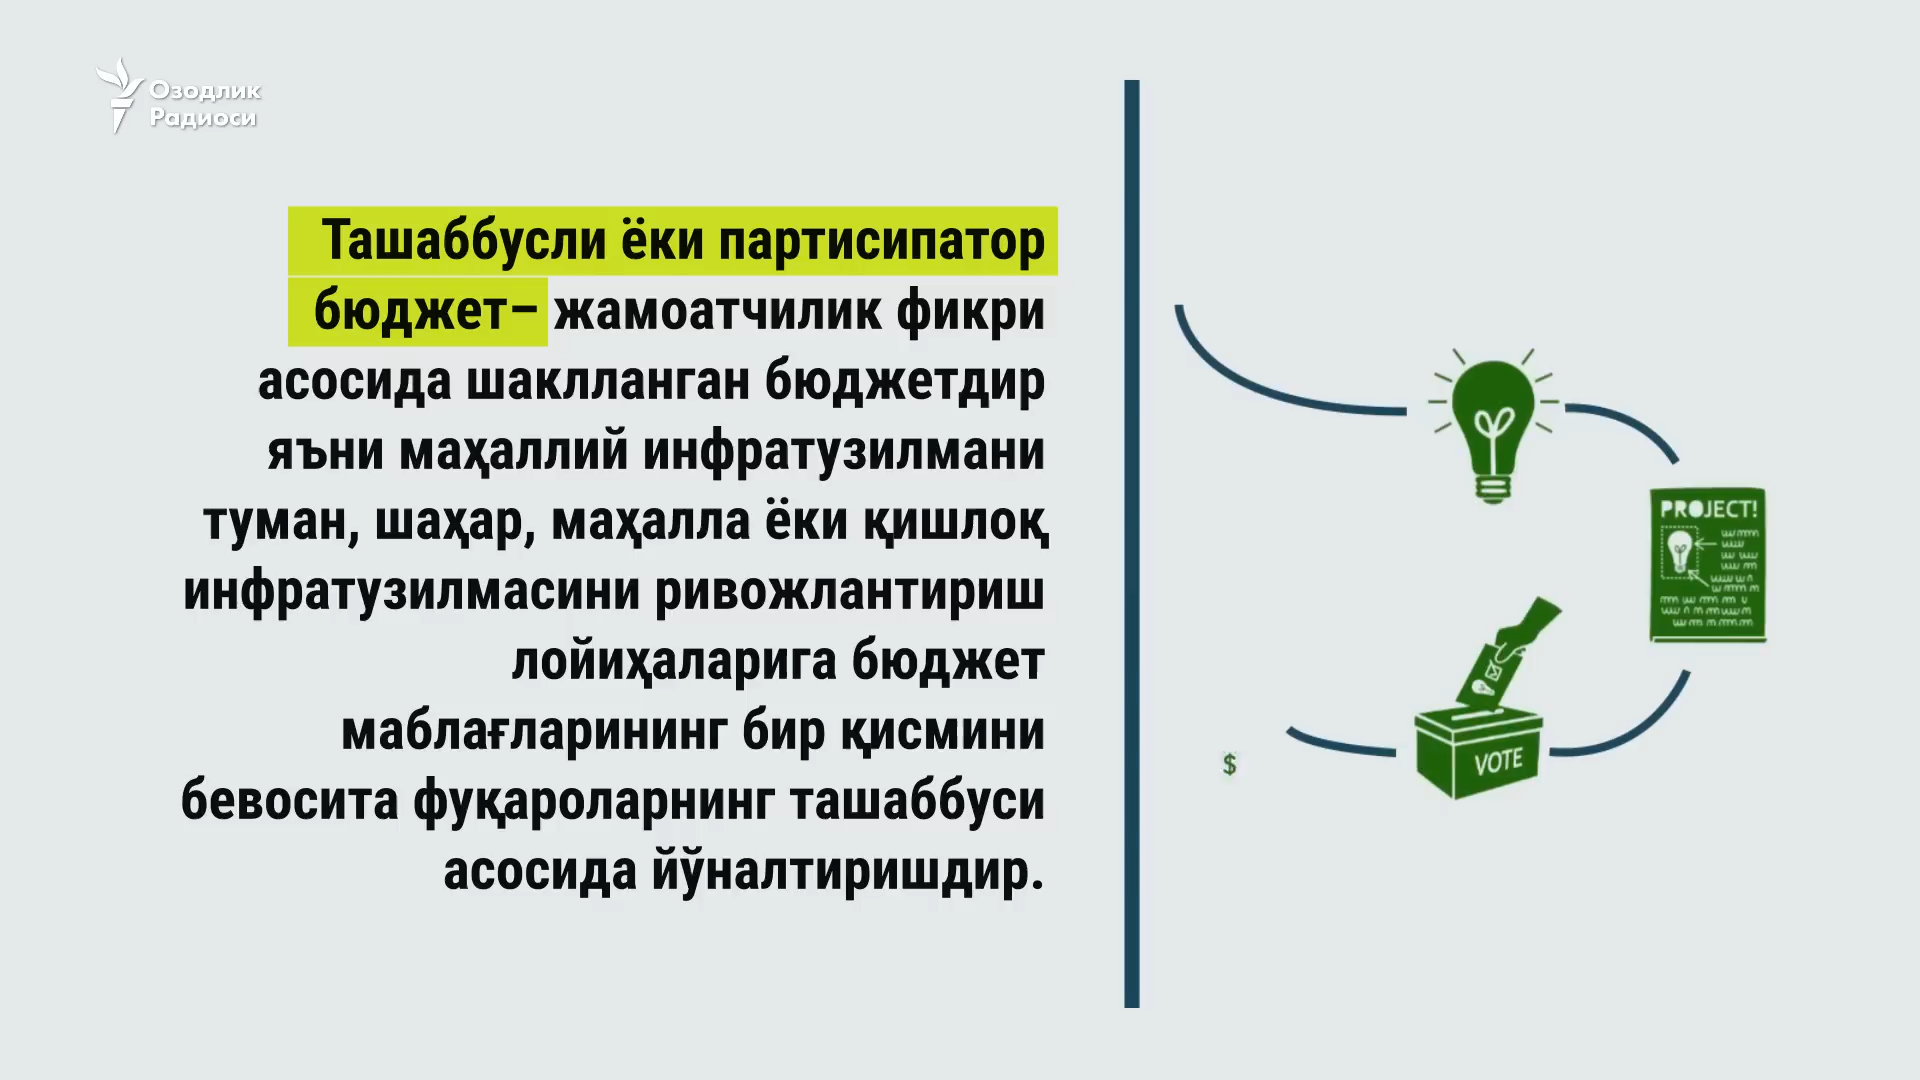 Озодлик
Радиоси
Ташаббусли ёки партисипатор
бюджет– жамоатчилик фикри
асосида шаклланган бюджетдир
яъни маҳаллий инфратузилмани
туман, шаҳар, маҳалла ёки қишлоқ
инфратузилмасини ривожлантириш
лойиҳаларига бюджет
маблағларининг бир қисмини
бевосита фуқароларнинг ташаббуси
асосида йўналтиришдир.
PROJECT!
VOTE
$